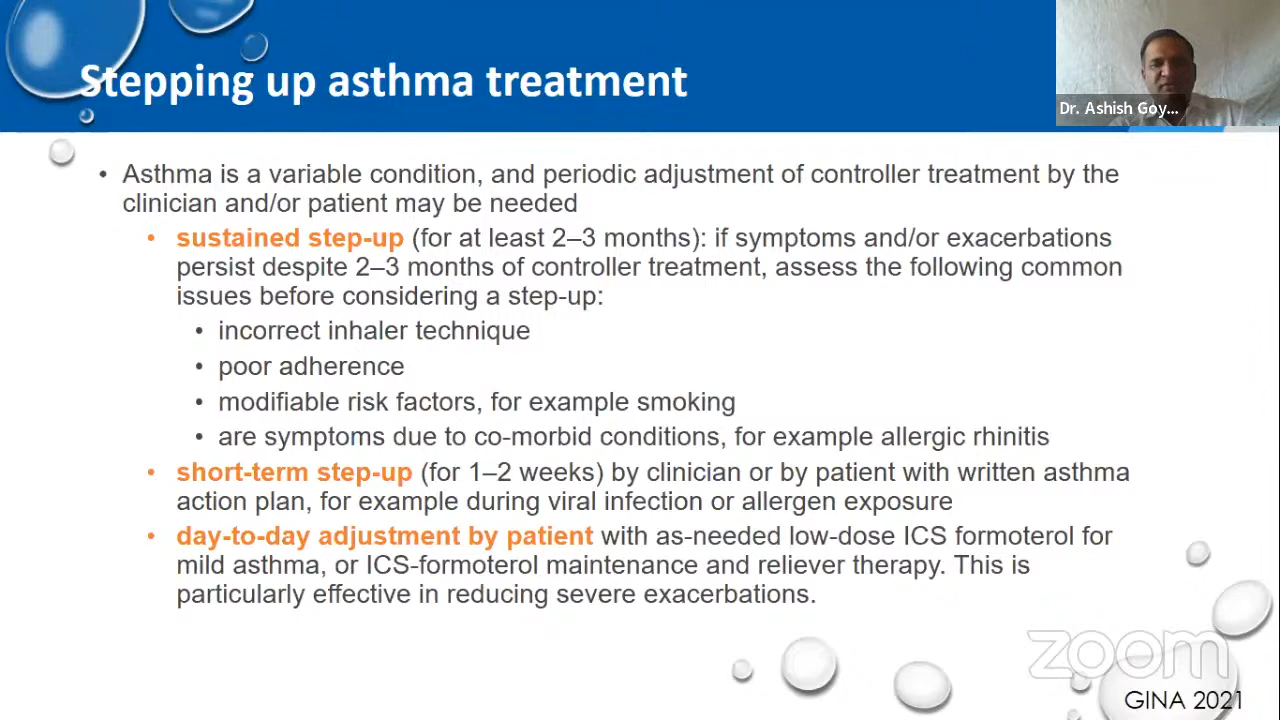 Stepping up asthma treatment
Dr. Ashish Goy...
• Asthma is a variable condition, and periodic adjustment of controller treatment by the
clinician and/or patient may be needed
• sustained step-up (for at least 2–3 months): if symptoms and/or exacerbations
persist despite 2–3 months of controller treatment, assess the following common
issues before considering a step-up:
• incorrect inhaler technique
• poor adherence
• modifiable risk factors, for example smoking
• are symptoms due to co-morbid conditions, for example allergic rhinitis
• short-term step-up (for 1–2 weeks) by clinician or by patient with written asthma
action plan, for example during viral infection or allergen exposure
• day-to-day adjustment by patient with as-needed low-dose ICS formoterol for
mild asthma, or ICS-formoterol maintenance and reliever therapy. This is
particularly effective in reducing severe exacerbations.
zoom
GINA 2021